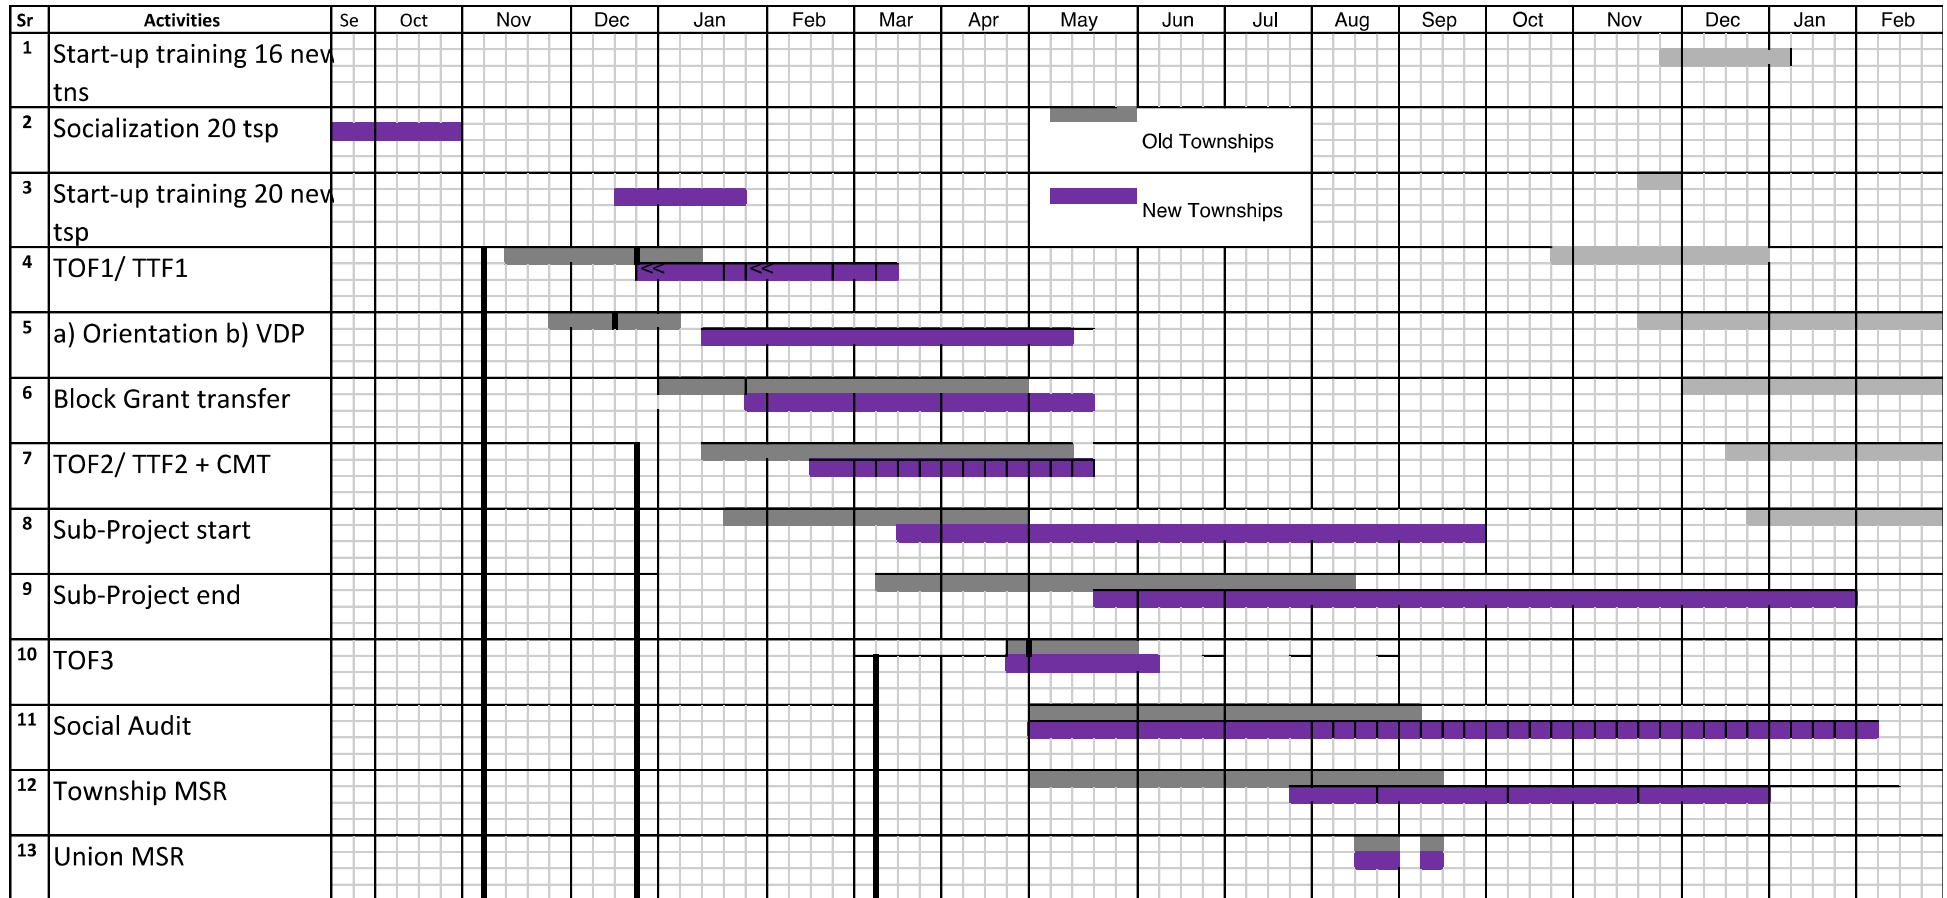 Sr Activities Se Oct Nov Dec Jan Feb Mar Apr May Jun Jul Aug Sep Oct Nov Dec Jan Feb
1 Start-up training 16 new
tns
2 Socialization 20 tsp
Old Townships
3 Start-up training 20 new
tsp
New Townships
4 TOF1/ TTF1 << <<
5 a) Orientation b) VDP
6 Block Grant transfer
7 TOF2/ TTF2 + CMT
8 Sub-Project start
9 Sub-Project end
10 TOF3
11 Social Audit
12 Township MSR
13 Union MSR